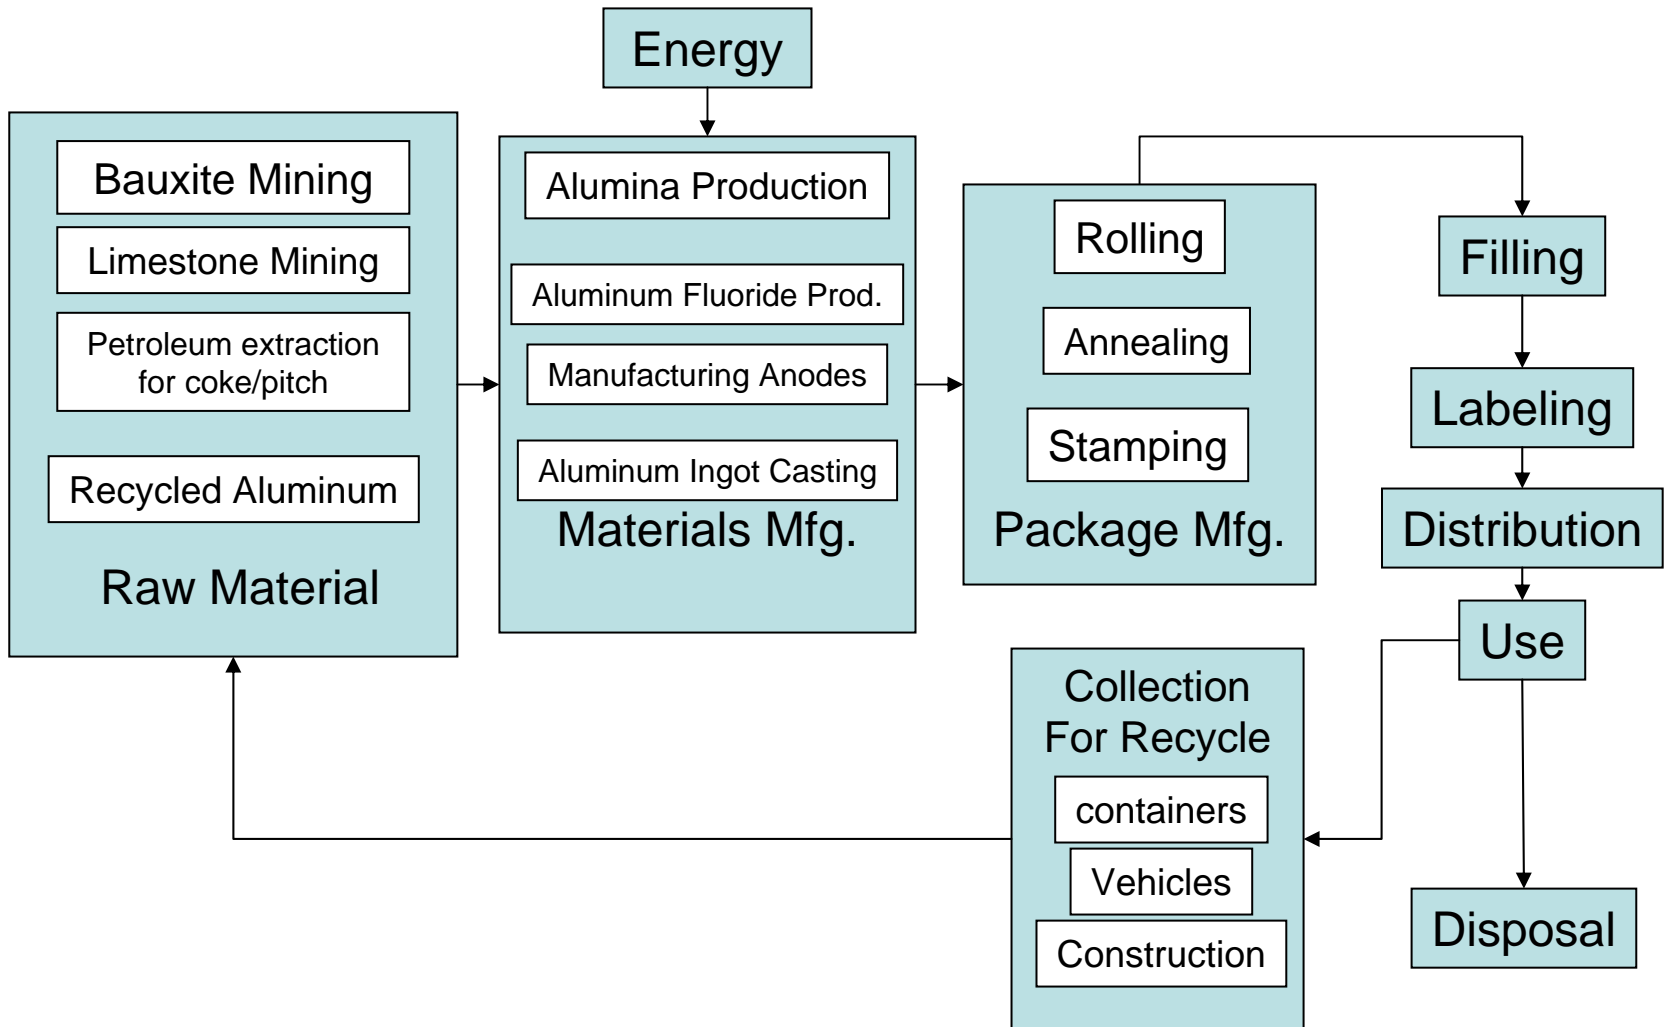 Energy
Bauxite Mining
Limestone Mining
Petroleum extraction
for coke/pitch
Recycled Aluminum
Raw Material
Alumina Production
Aluminum Fluoride Prod.
Manufacturing Anodes
Aluminum Ingot Casting
Materials Mfg.
Rolling
Annealing
Stamping
Package Mfg.
Filling
Labeling
Distribution
Use
Collection
For Recycle
containers
Vehicles
Construction
Disposal